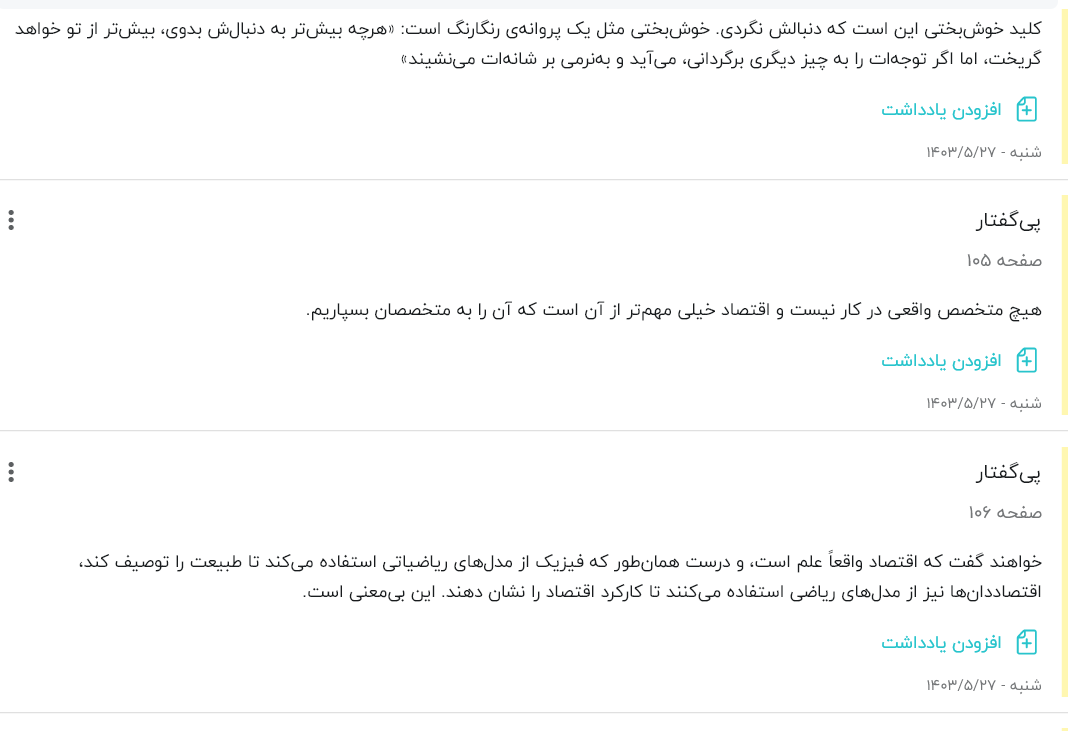 کلید خوش‌بختی این است که دنبالش نگردی. خوش‌بختی مثل یک پروانه‌ی رنگارنگ است: «هرچه بیش‌تر به دنبال‌ش بدوی، بیش‌تر از تو خواهد
گریخت، اما اگر توجه‌ات را به چیز دیگری برگردانی، می‌آید و به‌نرمی بر شانه‌ات می‌نشیند»
افزودن یادداشت
شنبه - ۱۴۰۳/۵/۲۷
پی‌گفتار
صفحه ۱۰۵
هیچ متخصص واقعی در کار نیست و اقتصاد خیلی مهم‌تر از آن است که آن را به متخصصان بسپاریم.
افزودن یادداشت
شنبه - ۱۴۰۳/۵/۲۷
پی‌گفتار
صفحه ۱۰۶
خواهند گفت که اقتصاد واقعاً علم است، و درست همان‌طور که فیزیک از مدل‌های ریاضیاتی استفاده می‌کند تا طبیعت را توصیف کند،
اقتصاددان‌ها نیز از مدل‌های ریاضی استفاده می‌کنند تا کارکرد اقتصاد را نشان دهند. این بی‌معنی است.
افزودن یادداشت
شنبه - ۱۴۰۳/۵/۲۷